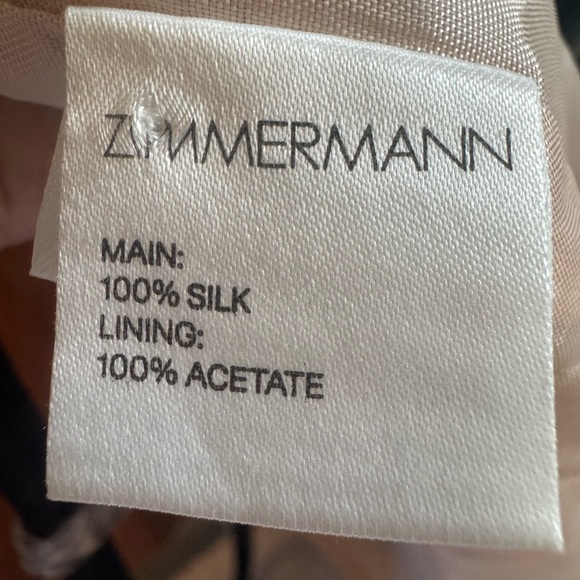 ZIMMERMANN
MAIN:
100% SILK
LINING:
100% ACETATE